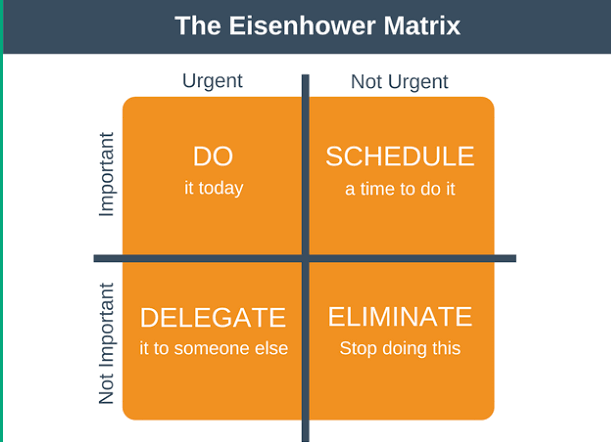 The Eisenhower Matrix
Urgent
Not Urgent
Important
DO
it today
SCHEDULE
a time to do it
Not Important
DELEGATE
it to someone else
ELIMINATE
Stop doing this